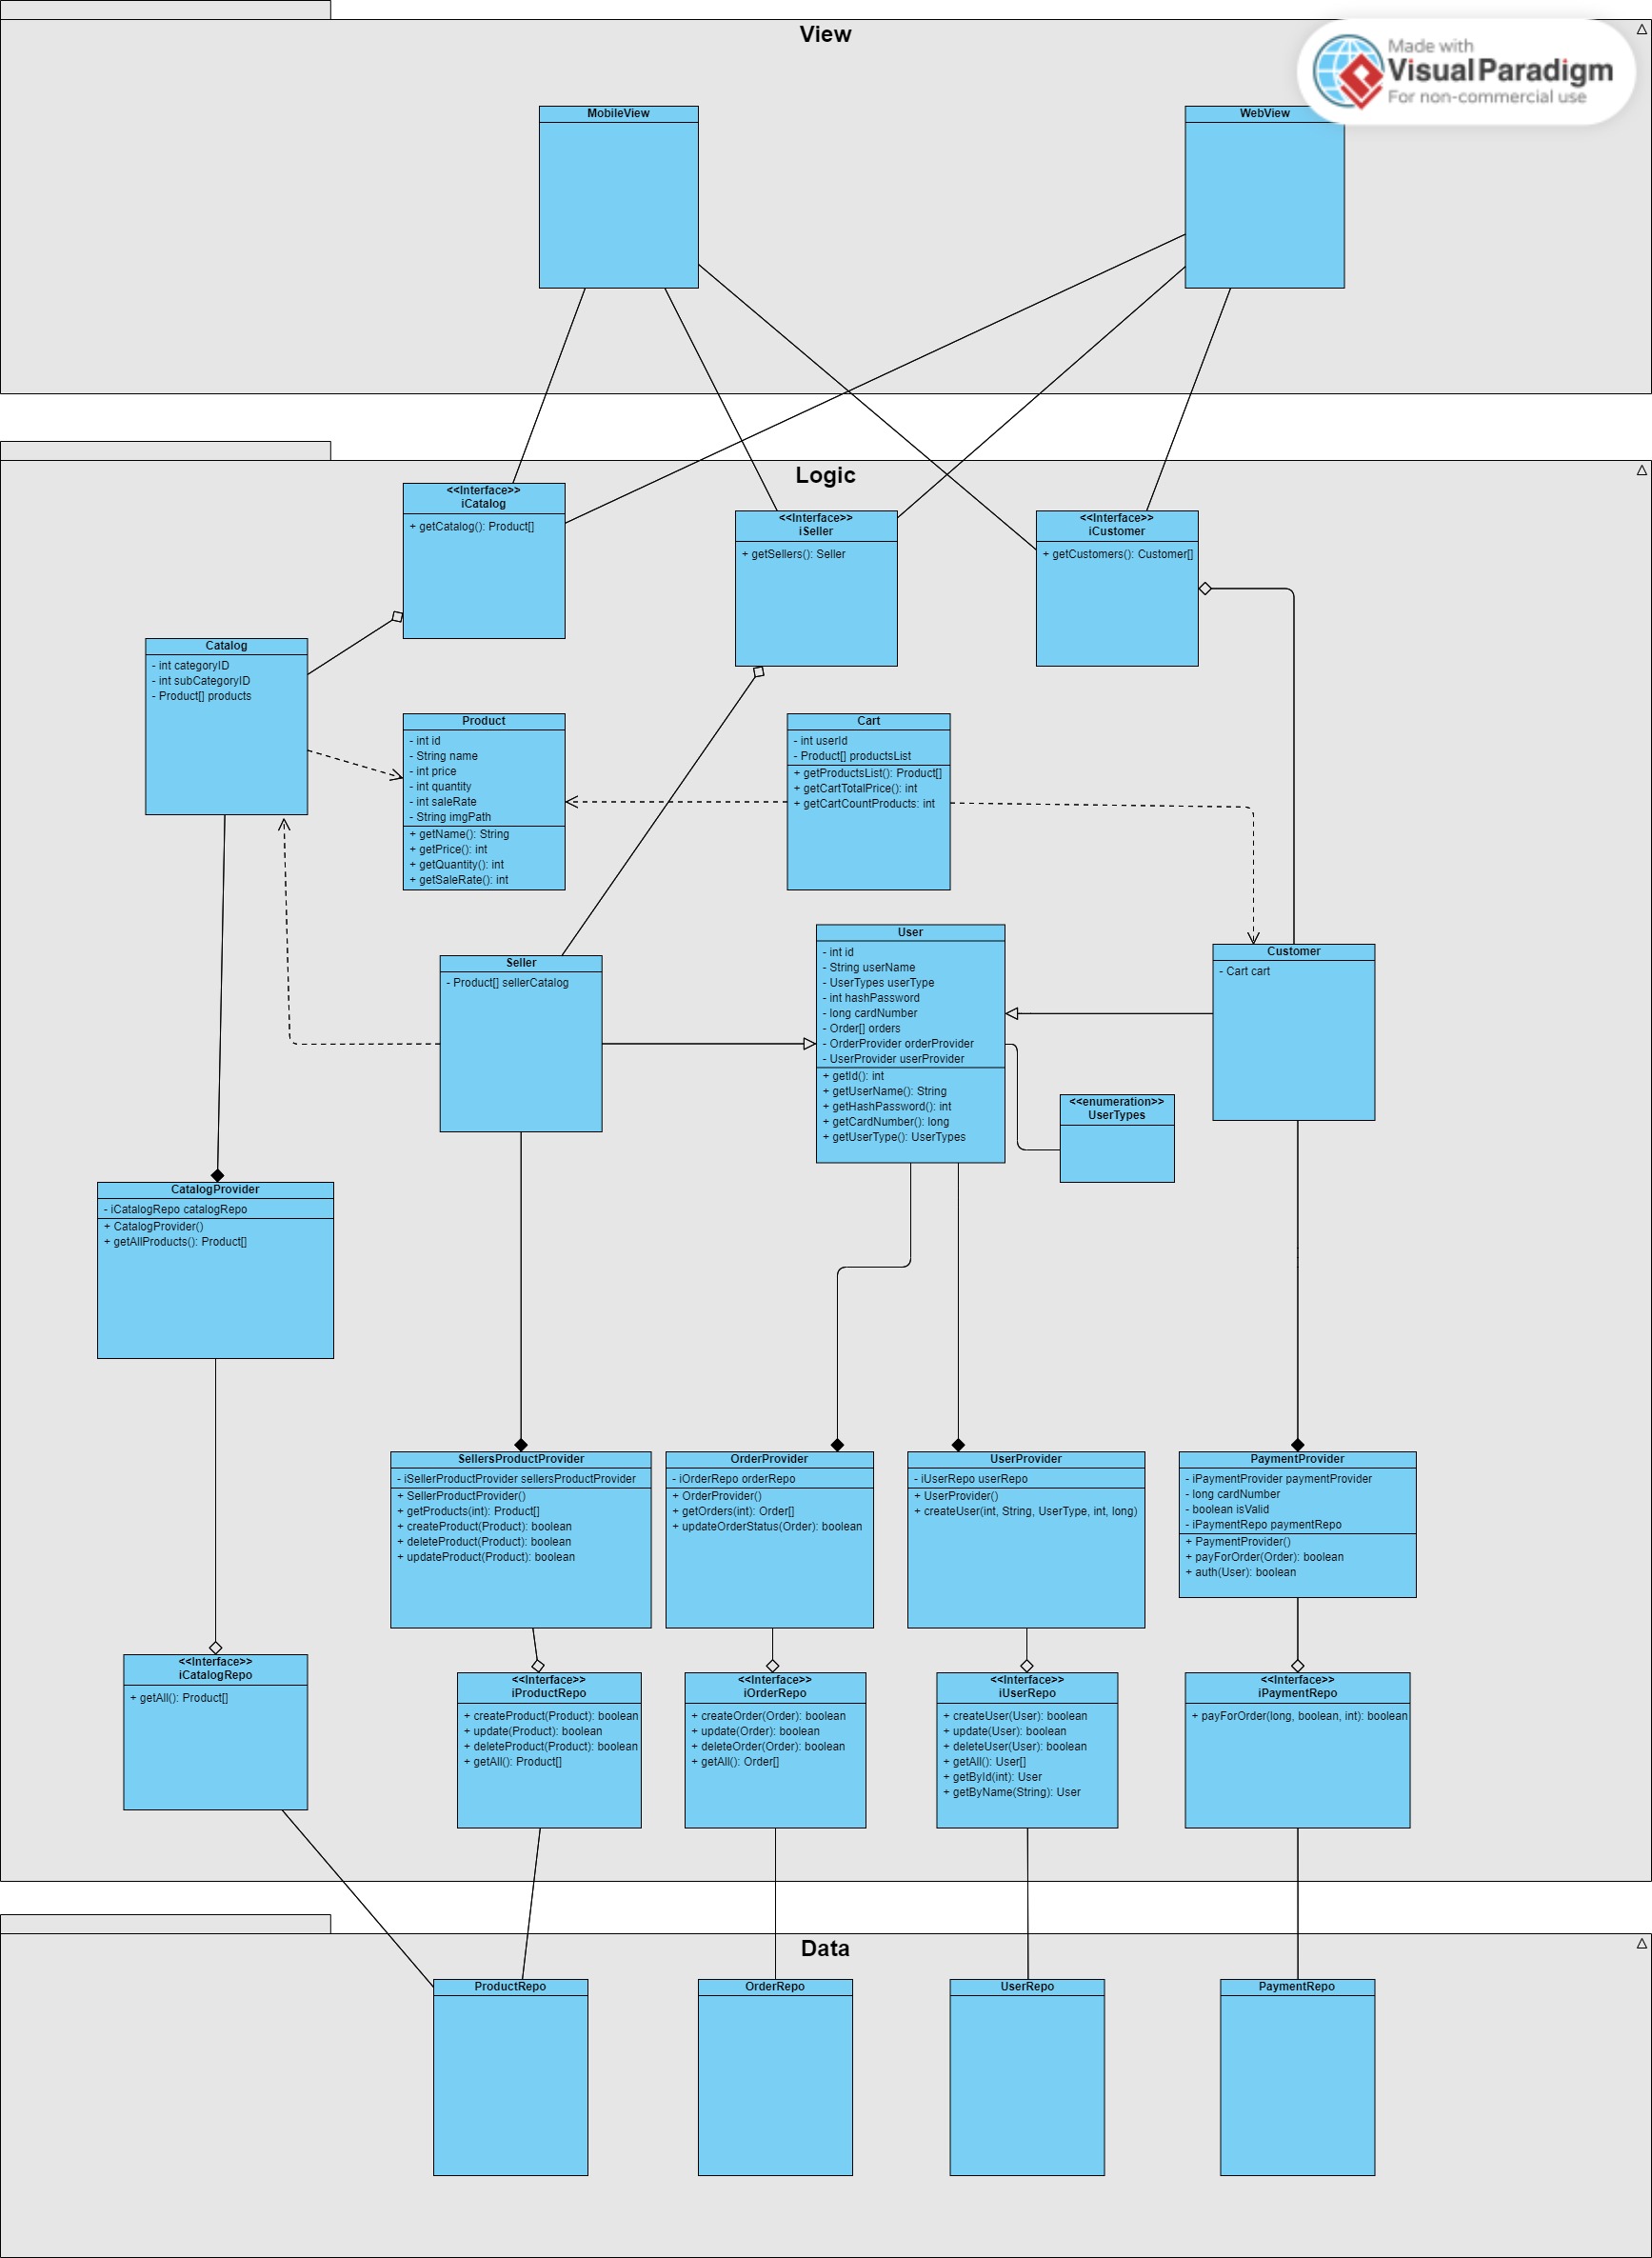 View
Made with
Visual Paradigm
For non-commercial use
MobileView
WebView
Logic
<<Interface>>
iCatalog
+ getCatalog(): Product[]
<<Interface>>
iSeller
+ getSellers(): Seller
<<Interface>>
iCustomer
+ getCustomers(): Customer[]
Catalog
- int categoryID
- int subCategoryID
- Product[] products
Product
- int id
- String name
- int price
- int quantity
- int saleRate
- String imgPath
+ getName(): String
+ getPrice(): int
+ getQuantity(): int
+ getSaleRate(): int
Cart
- int userId
- Product[] productsList
+ getProductsList(): Product[]
+ getCartTotalPrice(): int
+ getCartCountProducts: int
Seller
- Product[] sellerCatalog
User
- int id
- String userName
- UserTypes userType
- int hashPassword
- long cardNumber
- Order[] orders
- OrderProvider orderProvider
- UserProvider userProvider
+ getId(): int
+ getUserName(): String
+ getHashPassword(): int
+ getCardNumber(): long
+ getUserType(): UserTypes
Customer
- Cart cart
<<enumeration>>
UserTypes
CatalogProvider
- iCatalogRepo catalogRepo
+ CatalogProvider()
+ getAllProducts(): Product[]
SellersProductProvider
- iSellerProductProvider sellersProductProvider
+ SellerProductProvider()
+ getProducts(int): Product[]
+ createProduct(Product): boolean
+ deleteProduct(Product): boolean
+ updateProduct(Product): boolean
OrderProvider
- iOrderRepo orderRepo
+ OrderProvider()
+ getOrders(int): Order[]
+ updateOrderStatus(Order): boolean
UserProvider
- iUserRepo userRepo
+ UserProvider()
+ createUser(int, String, UserType, int, long)
PaymentProvider
- iPaymentProvider paymentProvider
- long cardNumber
- boolean isValid
- iPaymentRepo paymentRepo
+ PaymentProvider()
+ payForOrder(Order): boolean
+ auth(User): boolean
<<Interface>>
iCatalogRepo
+ getAll(): Product[]
<<Interface>>
iProductRepo
+ createProduct(Product): boolean
+ update(Product): boolean
+ deleteProduct(Product): boolean
+ getAll(): Product[]
<<Interface>>
iOrderRepo
+ createOrder(Order): boolean
+ update(Order): boolean
+ deleteOrder(Order): boolean
+ getAll(): Order[]
<<Interface>>
iUserRepo
+ createUser(User): boolean
+ update(User): boolean
+ deleteUser(User): boolean
+ getAll(): User[]
+ getById(int): User
+ getByName(String): User
<<Interface>>
iPaymentRepo
+ payForOrder(long, boolean, int): boolean
Data
ProductRepo
OrderRepo
UserRepo
PaymentRepo